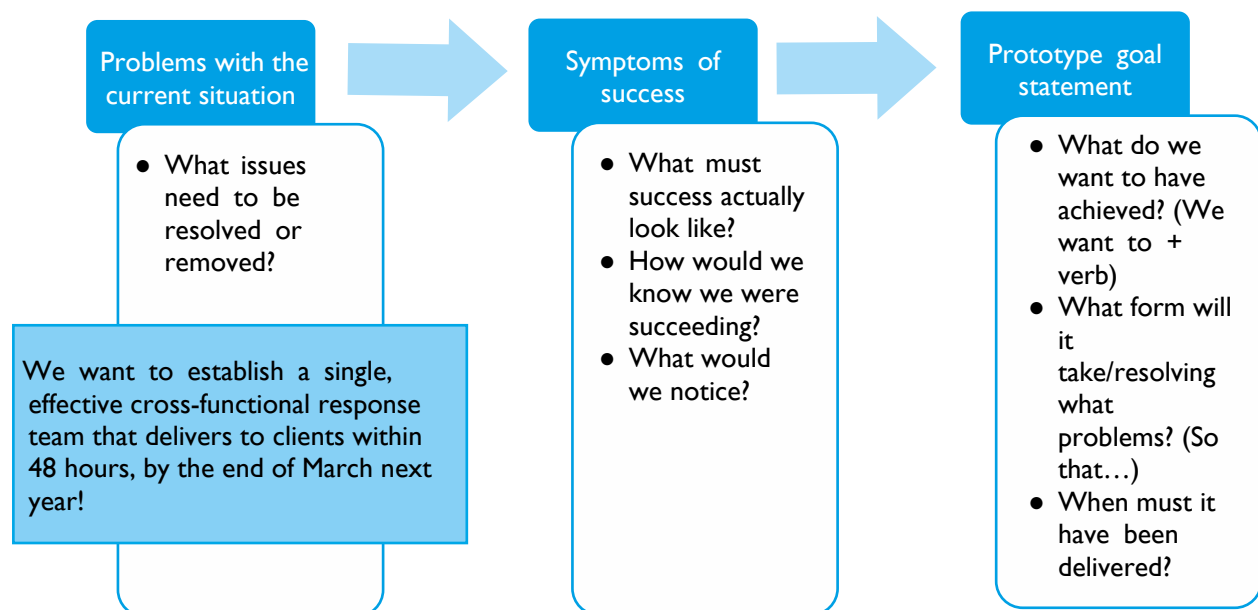 Problems with the
current situation
● What issues
need to be
resolved or
removed?
We want to establish a single,
effective cross-functional response
team that delivers to clients within
48 hours, by the end of March next
year!
Symptoms of
success
● What must
success actually
look like?
● How would we
know we were
succeeding?
● What would
we notice?
Prototype goal
statement
● What do we
want to have
achieved? (We
want to +
verb)
● What form will
it
take/resolving
what
problems? (So
that…)
● When must it
have been
delivered?